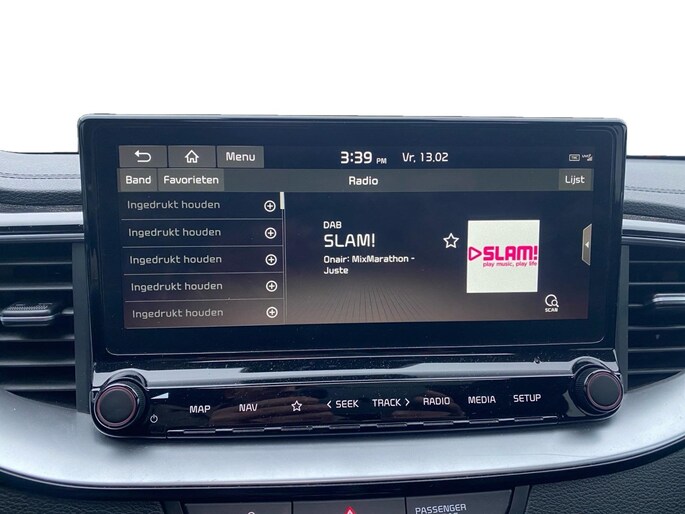 Menu
3:39 PM
Vr. 13.02
Band
Favorieten
Radio
Lijst
Ingedrukt houden
Ingedrukt houden
Ingedrukt houden
Ingedrukt houden
Ingedrukt houden
DAB
SLAM!
Onair: MixMarathon -
Juste
SLAM!
play music, play life
SCAN
MAP
NAV
SEEK
TRACK
RADIO
MEDIA
SETUP
PASSENGER